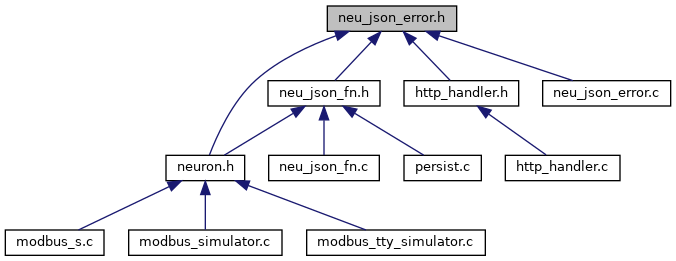 neu_json_error.h
neu_json_fn.h
http_handler.h
neu_json_error.c
neuron.h
neu_json_fn.c
persist.c
http_handler.c
modbus_s.c
modbus_simulator.c
modbus_tty_simulator.c